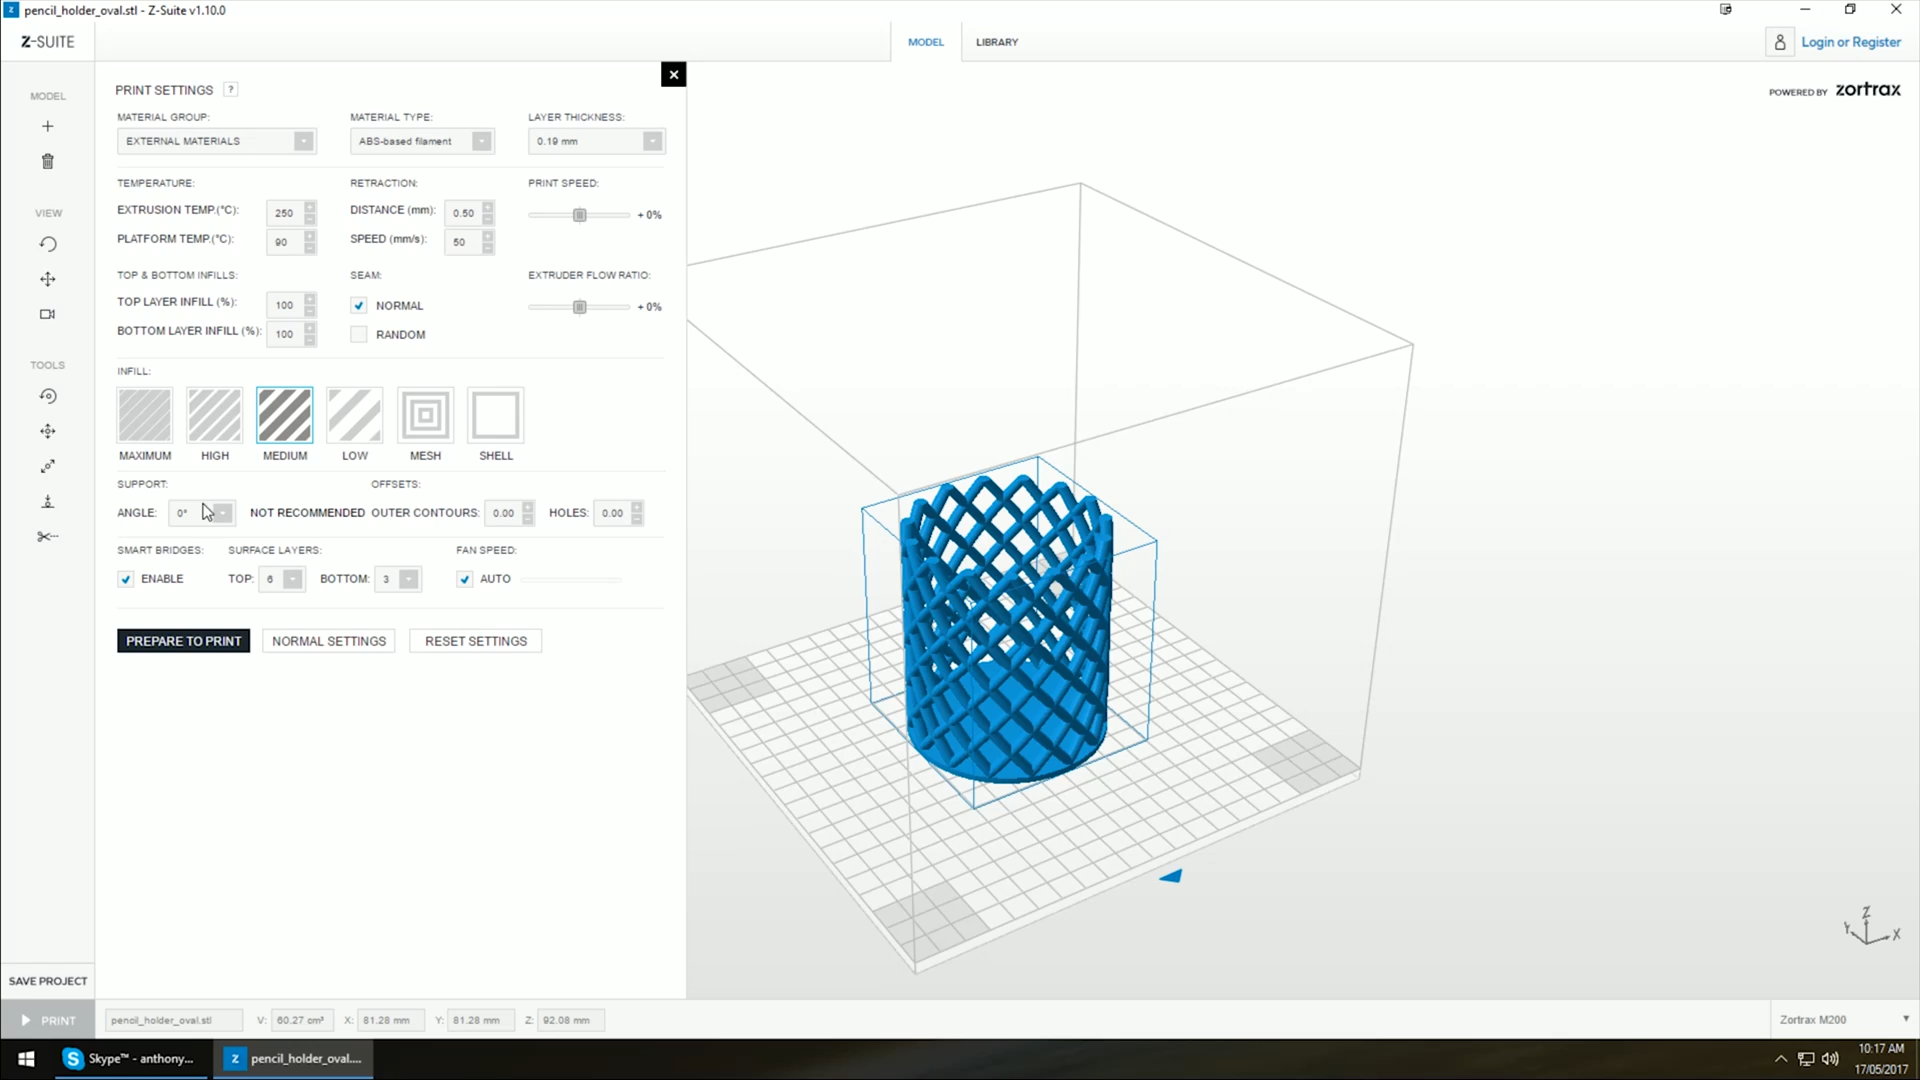 pencil_holder_oval.stl - Z-Suite v1.10.0
Z-SUITE
MODEL
LIBRARY
Login or Register
POWERED BY zortrax
MODEL
VIEW
TOOLS
SAVE PROJECT
PRINT
PRINT SETTINGS ?
MATERIAL GROUP: MATERIAL TYPE: LAYER THICKNESS:
EXTERNAL MATERIALS ABS-based filament 0.19 mm
TEMPERATURE: RETRACTION: PRINT SPEED:
EXTRUSION TEMP.(°C): 250 DISTANCE (mm): 0.50 + 0%
PLATFORM TEMP.(°C): 90 SPEED (mm/s): 50
TOP & BOTTOM INFILLS: SEAM: EXTRUDER FLOW RATIO:
TOP LAYER INFILL (%): 100 NORMAL + 0%
BOTTOM LAYER INFILL (%): 100 RANDOM
INFILL:
MAXIMUM HIGH MEDIUM LOW MESH SHELL
SUPPORT: OFFSETS:
ANGLE: 0° NOT RECOMMENDED OUTER CONTOURS: 0.00 HOLES: 0.00
SMART BRIDGES: SURFACE LAYERS: FAN SPEED:
ENABLE TOP: 6 BOTTOM: 3 AUTO
PREPARE TO PRINT NORMAL SETTINGS RESET SETTINGS
Z
Y X
pencil_holder_oval.stl V: 60.27 cm³ X: 81.28 mm Y: 81.28 mm Z: 92.08 mm Zortrax M200
Skype™ - anthony... pencil_holder_oval.... 10:17 AM
17/05/2017